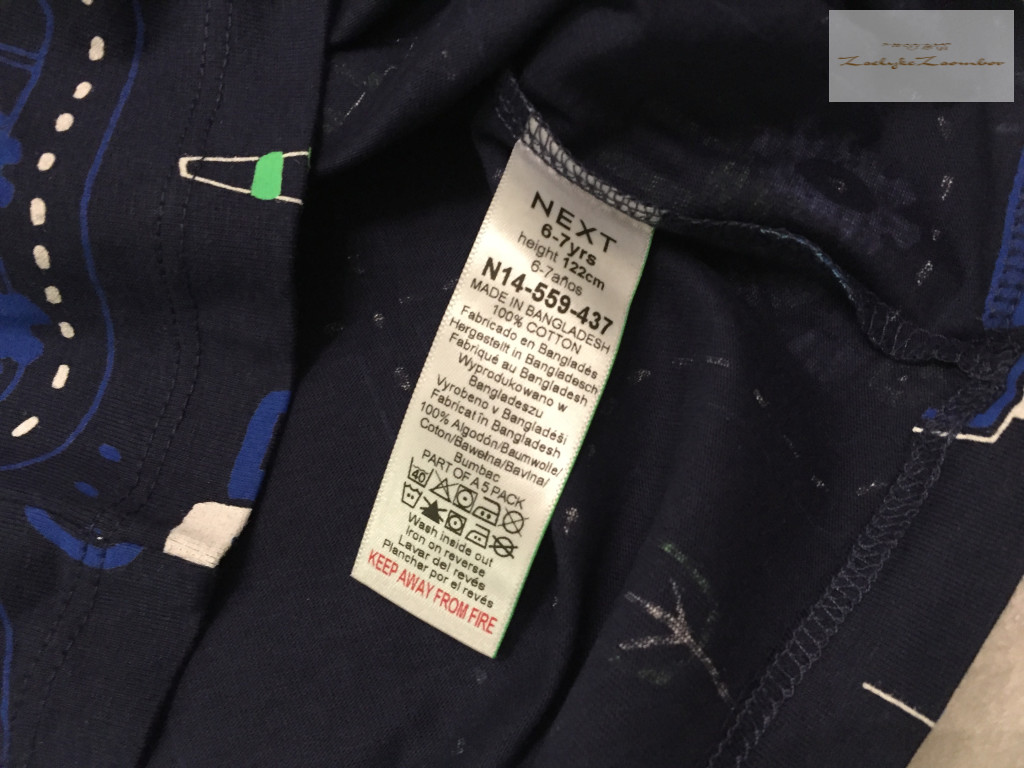 NEXT
6-7yrs
height 122cm
6-7años
N14-559-437
MADE IN BANGLADESH
100% COTTON
Fabricado en Bangladés
Hergestellt in Bangladesch
Fabriqué au Bangladesh
Wyprodukowano w
Bangladeszu
Vyrobeno v Bangladéši
Fabricat în Bangladesh
100% Algodón/Baumwolle/
Coton/Bawełna/Bavlna/
Bumbac
PART OF A 5 PACK
40
Wash inside out
Iron on reverse
Lavar del revés
Planchar por el revés
KEEP AWAY FROM FIRE